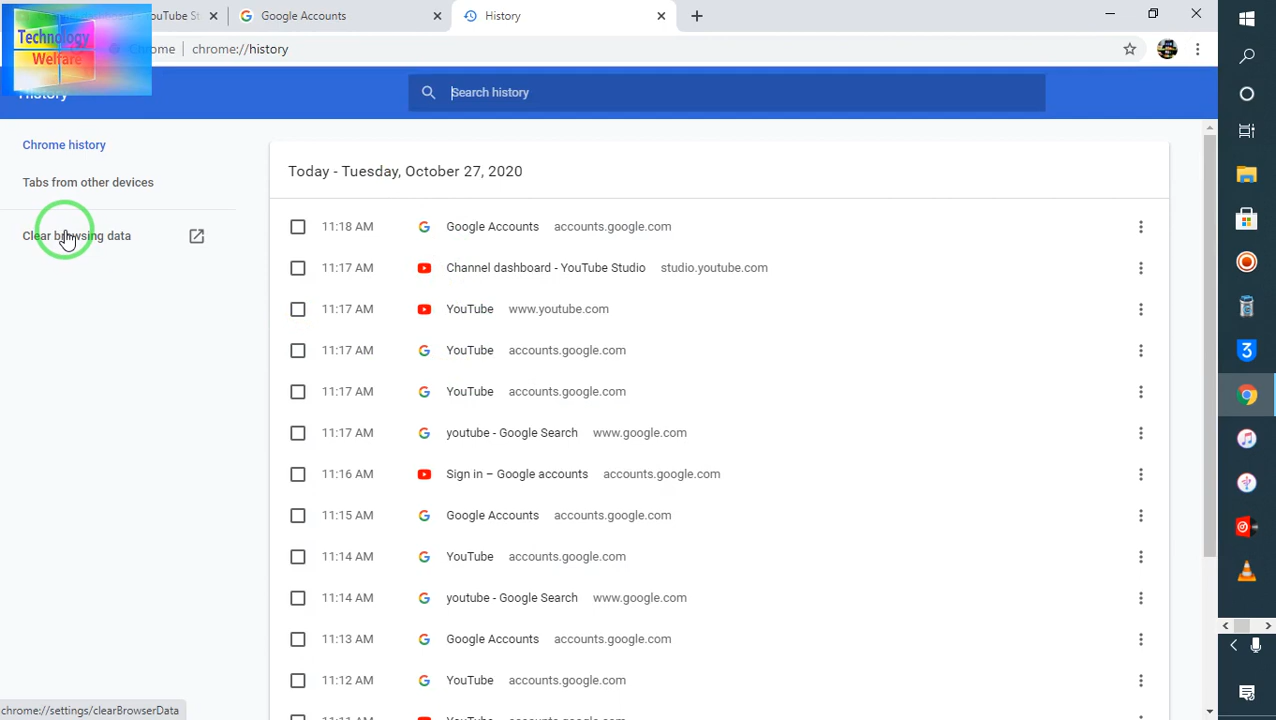 YouTube St
Google Accounts
History
Technology
Welfare
Chrome
chrome://history
History
Search history
Chrome history
Tabs from other devices
Clear browsing data
Today - Tuesday, October 27, 2020
11:18 AM Google Accounts accounts.google.com
11:17 AM Channel dashboard - YouTube Studio studio.youtube.com
11:17 AM YouTube www.youtube.com
11:17 AM YouTube accounts.google.com
11:17 AM YouTube accounts.google.com
11:17 AM youtube - Google Search www.google.com
11:16 AM Sign in – Google accounts accounts.google.com
11:15 AM Google Accounts accounts.google.com
11:14 AM YouTube accounts.google.com
11:14 AM youtube - Google Search www.google.com
11:13 AM Google Accounts accounts.google.com
11:12 AM YouTube accounts.google.com
chrome://settings/clearBrowserData
3